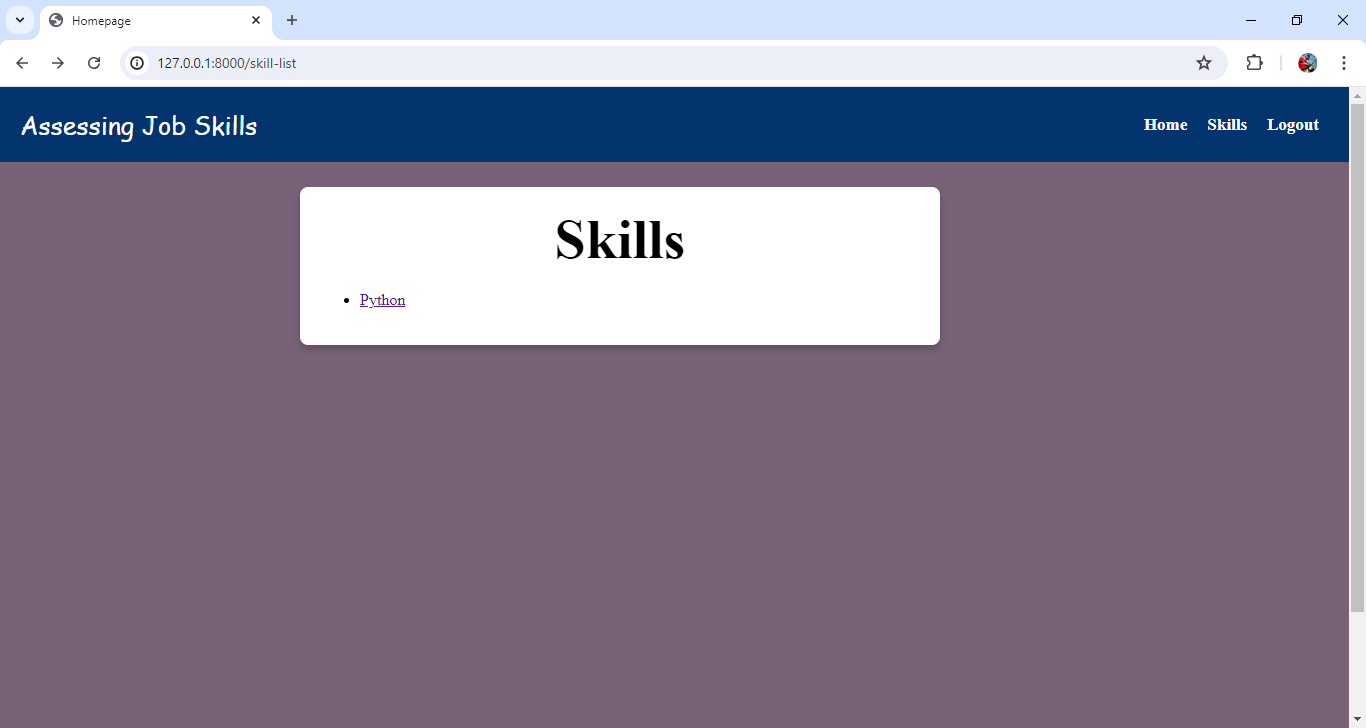 Homepage
127.0.0.1:8000/skill-list
Assessing Job Skills
Home Skills Logout
Skills
Python